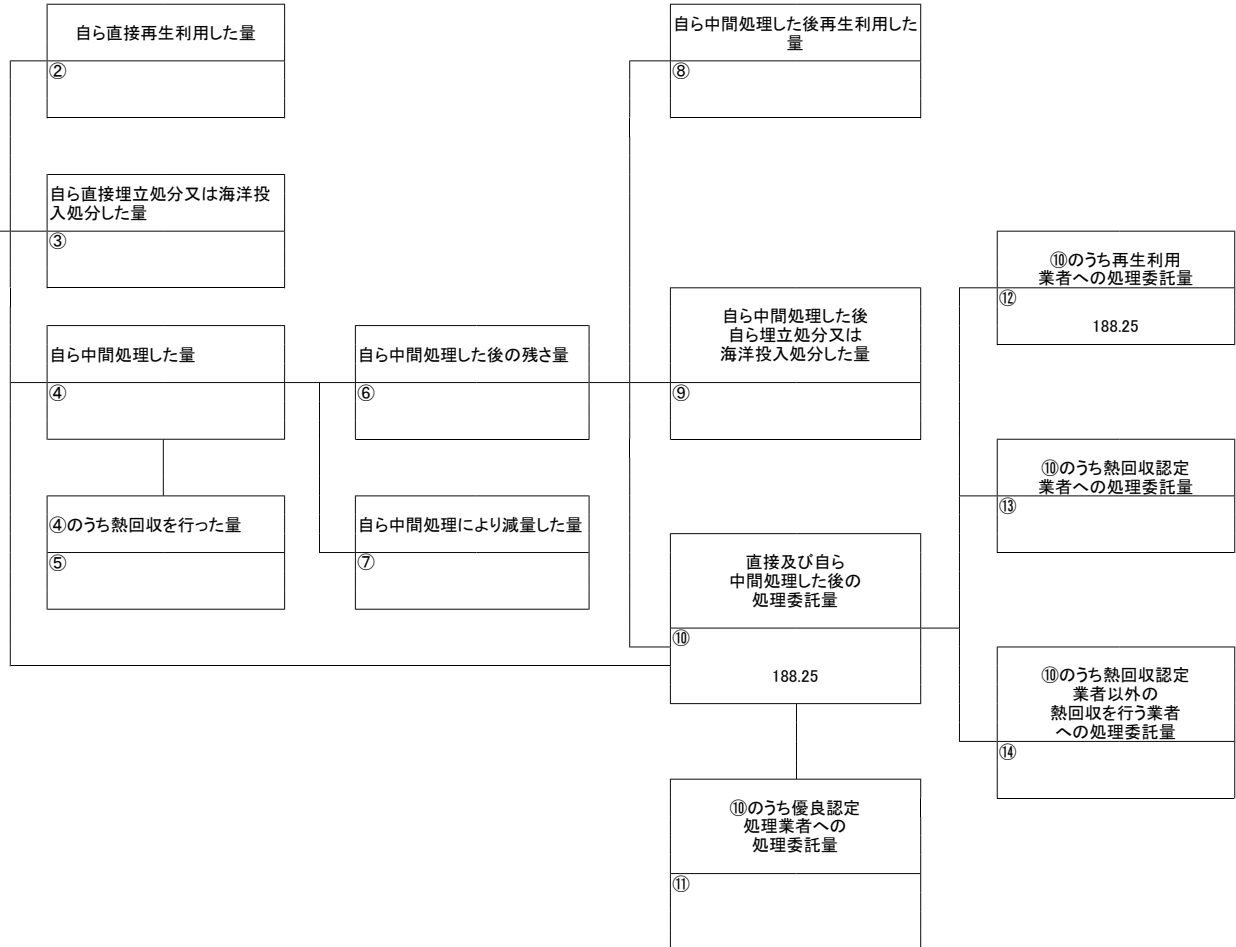 自ら直接再生利用した量
②
自ら中間処理した後再生利用した
量
⑧
自ら直接埋立処分又は海洋投
入処分した量
③
⑩のうち再生利用
業者への処理委託量
⑫
188.25
自ら中間処理した量
④
自ら中間処理した後の残さ量
⑥
自ら中間処理した後
自ら埋立処分又は
海洋投入処分した量
⑨
⑩のうち熱回収認定
業者への処理委託量
⑬
④のうち熱回収を行った量
⑤
自ら中間処理により減量した量
⑦
直接及び自ら
中間処理した後の
処理委託量
⑩
188.25
⑩のうち熱回収認定
業者以外の
熱回収を行う業者
への処理委託量
⑭
⑩のうち優良認定
処理業者への
処理委託量
⑪